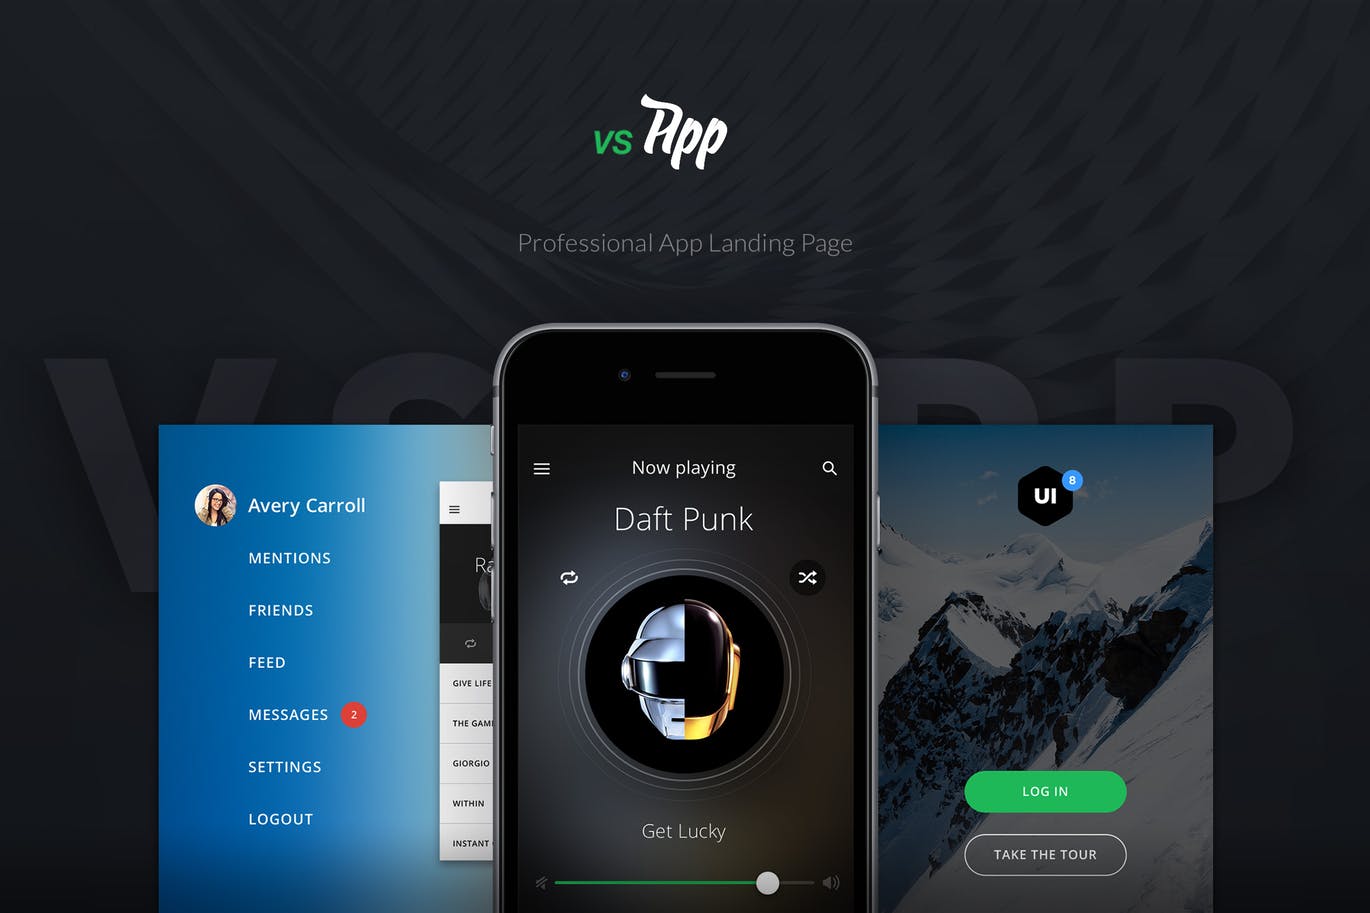 vs App
Professional App Landing Page
Avery Carroll
MENTIONS
FRIENDS
FEED
MESSAGES 2
SETTINGS
LOGOUT
GIVE LIFE
THE GAM
GIORGIO
WITHIN
INSTANT
Now playing
Daft Punk
Get Lucky
UI 8
LOG IN
TAKE THE TOUR